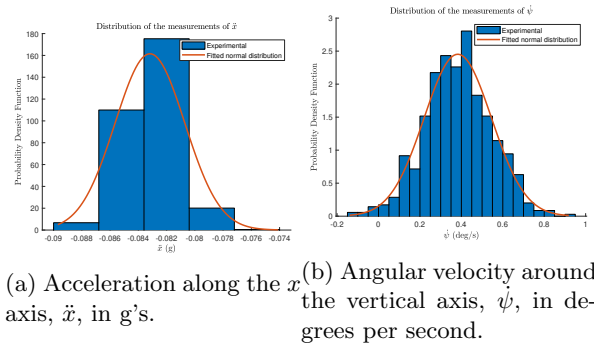 Distribution of the measurements of ẍ
Experimental
Fitted normal distribution
Probability Density Function
180
160
140
120
100
80
60
40
20
0
-0.09 -0.088 -0.086 -0.084 -0.082 -0.08 -0.078 -0.076 -0.074
ẍ (g)
(a) Acceleration along the x
axis, ẍ, in g's.
Distribution of the measurements of ψ̇
Experimental
Fitted normal distribution
Probability Density Function
3
2.5
2
1.5
1
0.5
0
-0.2 0 0.2 0.4 0.6 0.8 1
ψ̇ (deg/s)
(b) Angular velocity around
the vertical axis, ψ̇, in de-
grees per second.